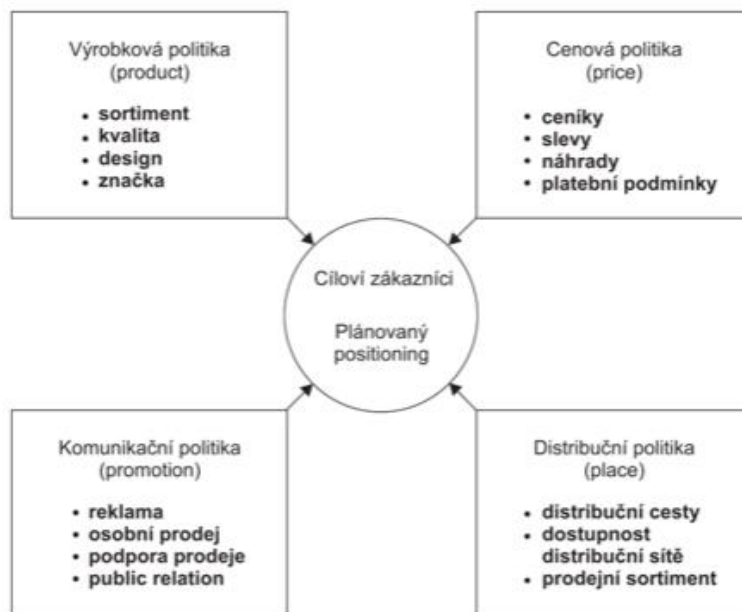 Výrobková politika
(product)
• sortiment
• kvalita
• design
• značka
Cenová politika
(price)
• ceníky
• slevy
• náhrady
• platební podmínky
Cíloví zákazníci
Plánovaný
positioning
Komunikační politika
(promotion)
• reklama
• osobní prodej
• podpora prodeje
• public relation
Distribuční politika
(place)
• distribuční cesty
• dostupnost
distribuční sítě
• prodejní sortiment